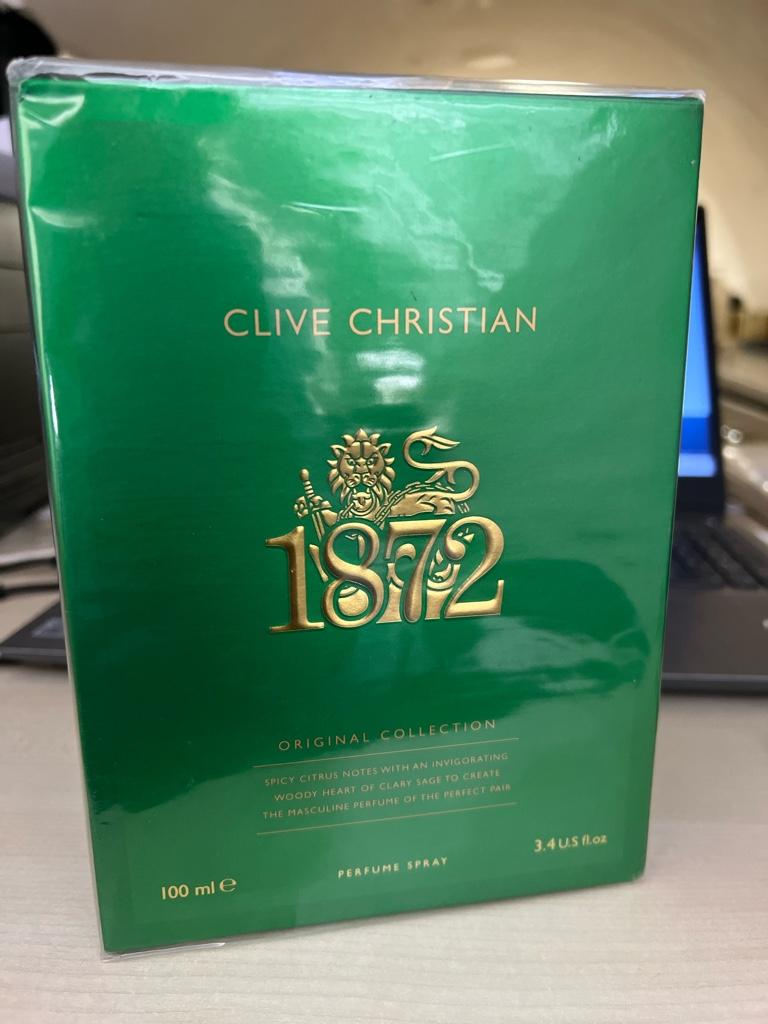 CLIVE CHRISTIAN
1872
ORIGINAL COLLECTION
SPICY CITRUS NOTES WITH AN INVIGORATING
WOODY HEART OF CLARY SAGE TO CREATE
THE MASCULINE PERFUME OF THE PERFECT PAIR
PERFUME SPRAY
100 ml ℮
3.4 U.S fl.oz